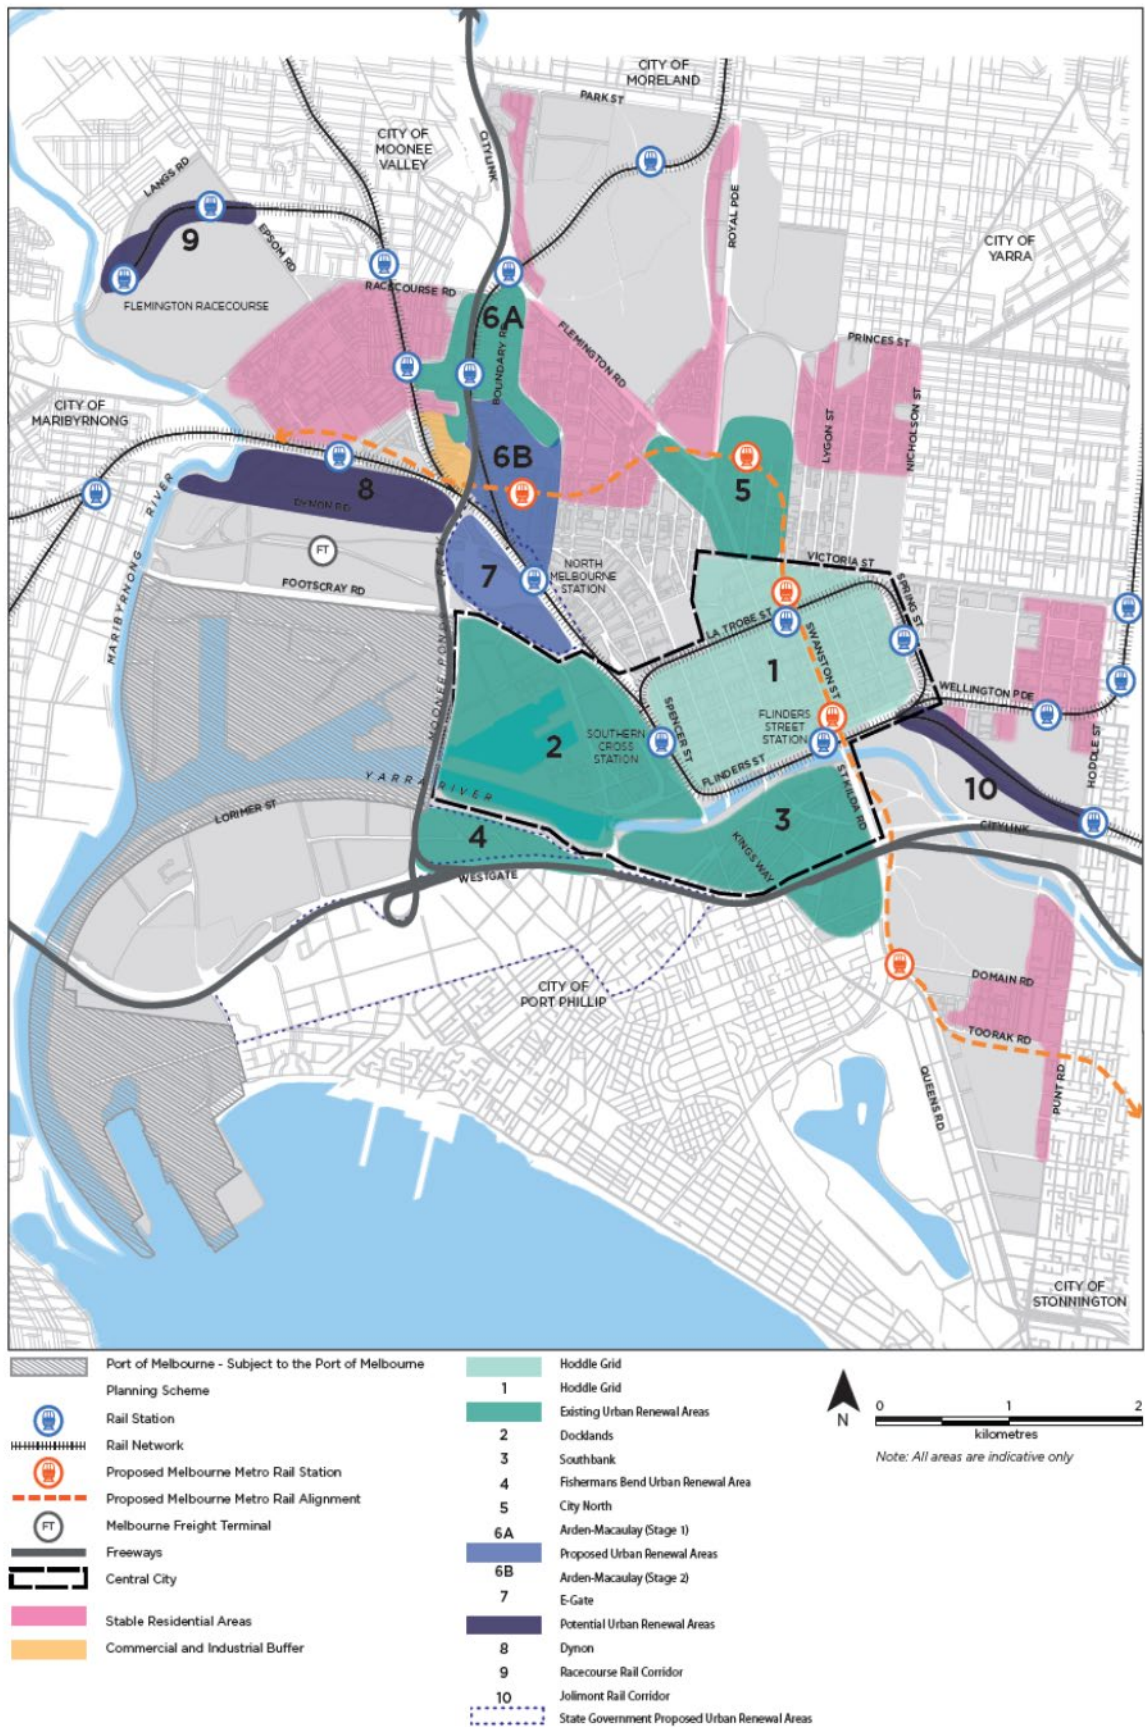 CITY OF
MORELAND
PARK ST
CITYLINK
CITY OF
MOONEE
VALLEY
LANGS RD
ROYAL PDE
9
EPSOM RD
CITY OF
YARRA
RACECOURSE RD
FLEMINGTON RACECOURSE
6A
BOUNDARY RD
FLEMINGTON RD
PRINCES ST
CITY OF
MARIBYRNONG
LYGON ST
NICHOLSON ST
6B
8
5
DYNON RD
RIVER
MARIBYRNONG
FT
FOOTSCRAY RD
7
NORTH
MELBOURNE
STATION
VICTORIA ST
SPRING ST
LA TROBE ST
SWANSTON ST
1
WELLINGTON PDE
SPENCER ST
FLINDERS
STREET
STATION
HODDLE ST
2
SOUTHERN
CROSS
STATION
FLINDERS ST
ST KILDA RD
10
YARRA RIVER
LORIMER ST
3
CITYLINK
4
KINGS WAY
WESTGATE
DOMAIN RD
CITY OF
PORT PHILLIP
TOORAK RD
QUEENS RD
PUNT RD
CITY OF
STONNINGTON
Port of Melbourne - Subject to the Port of Melbourne
Planning Scheme
Rail Station
Rail Network
Proposed Melbourne Metro Rail Station
Proposed Melbourne Metro Rail Alignment
FT Melbourne Freight Terminal
Freeways
Central City
Stable Residential Areas
Commercial and Industrial Buffer
Hoddle Grid
1 Hoddle Grid
Existing Urban Renewal Areas
2 Docklands
3 Southbank
4 Fishermans Bend Urban Renewal Area
5 City North
6A Arden-Macaulay (Stage 1)
Proposed Urban Renewal Areas
6B Arden-Macaulay (Stage 2)
7 E-Gate
Potential Urban Renewal Areas
8 Dynon
9 Racecourse Rail Corridor
10 Jolimont Rail Corridor
State Government Proposed Urban Renewal Areas
N
0 1 2
kilometres
Note: All areas are indicative only